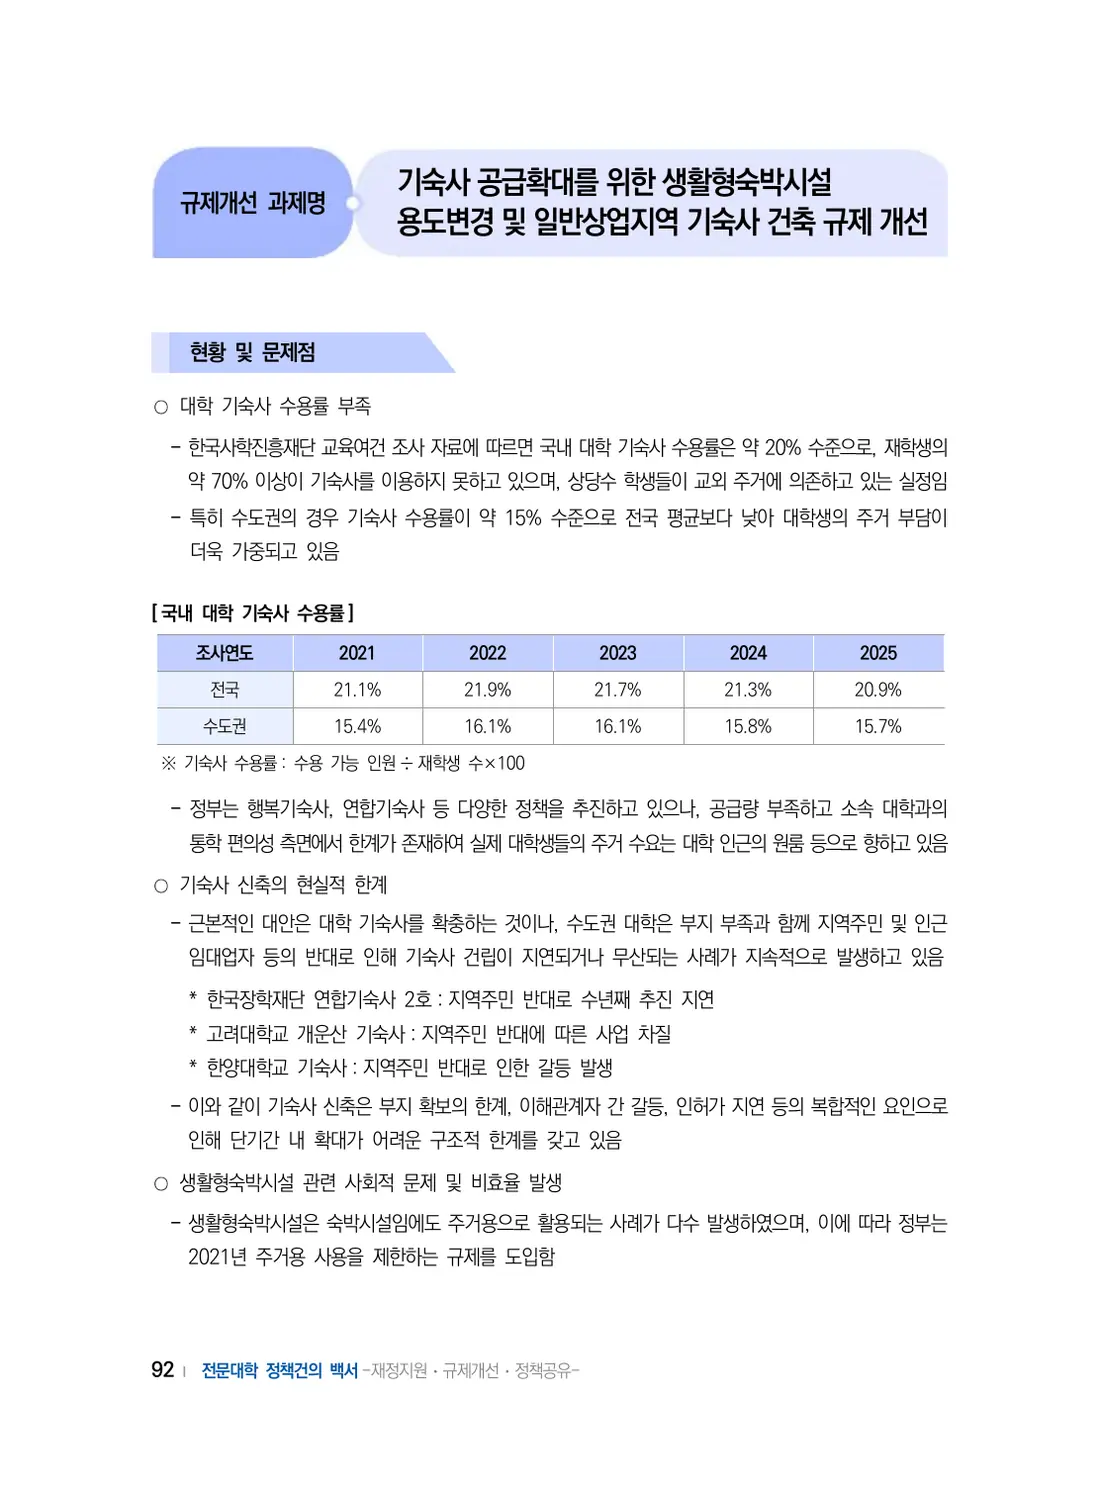 규제개선 과제명
기숙사 공급확대를 위한 생활형숙박시설
용도변경 및 일반상업지역 기숙사 건축 규제 개선
현황 및 문제점
○ 대학 기숙사 수용률 부족
- 한국사학진흥재단 교육여건 조사 자료에 따르면 국내 대학 기숙사 수용률은 약 20% 수준으로, 재학생의
약 70% 이상이 기숙사를 이용하지 못하고 있으며, 상당수 학생들이 교외 주거에 의존하고 있는 실정임
- 특히 수도권의 경우 기숙사 수용률이 약 15% 수준으로 전국 평균보다 낮아 대학생의 주거 부담이
더욱 가중되고 있음
[국내 대학 기숙사 수용률]
조사연도 2021 2022 2023 2024 2025
전국 21.1% 21.9% 21.7% 21.3% 20.9%
수도권 15.4% 16.1% 16.1% 15.8% 15.7%
※ 기숙사 수용률 : 수용 가능 인원 ÷ 재학생 수×100
- 정부는 행복기숙사, 연합기숙사 등 다양한 정책을 추진하고 있으나, 공급량 부족하고 소속 대학과의
통학 편의성 측면에서 한계가 존재하여 실제 대학생들의 주거 수요는 대학 인근의 원룸 등으로 향하고 있음
○ 기숙사 신축의 현실적 한계
- 근본적인 대안은 대학 기숙사를 확충하는 것이나, 수도권 대학은 부지 부족과 함께 지역주민 및 인근
임대업자 등의 반대로 인해 기숙사 건립이 지연되거나 무산되는 사례가 지속적으로 발생하고 있음
* 한국장학재단 연합기숙사 2호 : 지역주민 반대로 수년째 추진 지연
* 고려대학교 개운산 기숙사 : 지역주민 반대에 따른 사업 차질
* 한양대학교 기숙사 : 지역주민 반대로 인한 갈등 발생
- 이와 같이 기숙사 신축은 부지 확보의 한계, 이해관계자 간 갈등, 인허가 지연 등의 복합적인 요인으로
인해 단기간 내 확대가 어려운 구조적 한계를 갖고 있음
○ 생활형숙박시설 관련 사회적 문제 및 비효율 발생
- 생활형숙박시설은 숙박시설임에도 주거용으로 활용되는 사례가 다수 발생하였으며, 이에 따라 정부는
2021년 주거용 사용을 제한하는 규제를 도입함
92 | 전문대학 정책건의 백서 -재정지원·규제개선·정책공유-